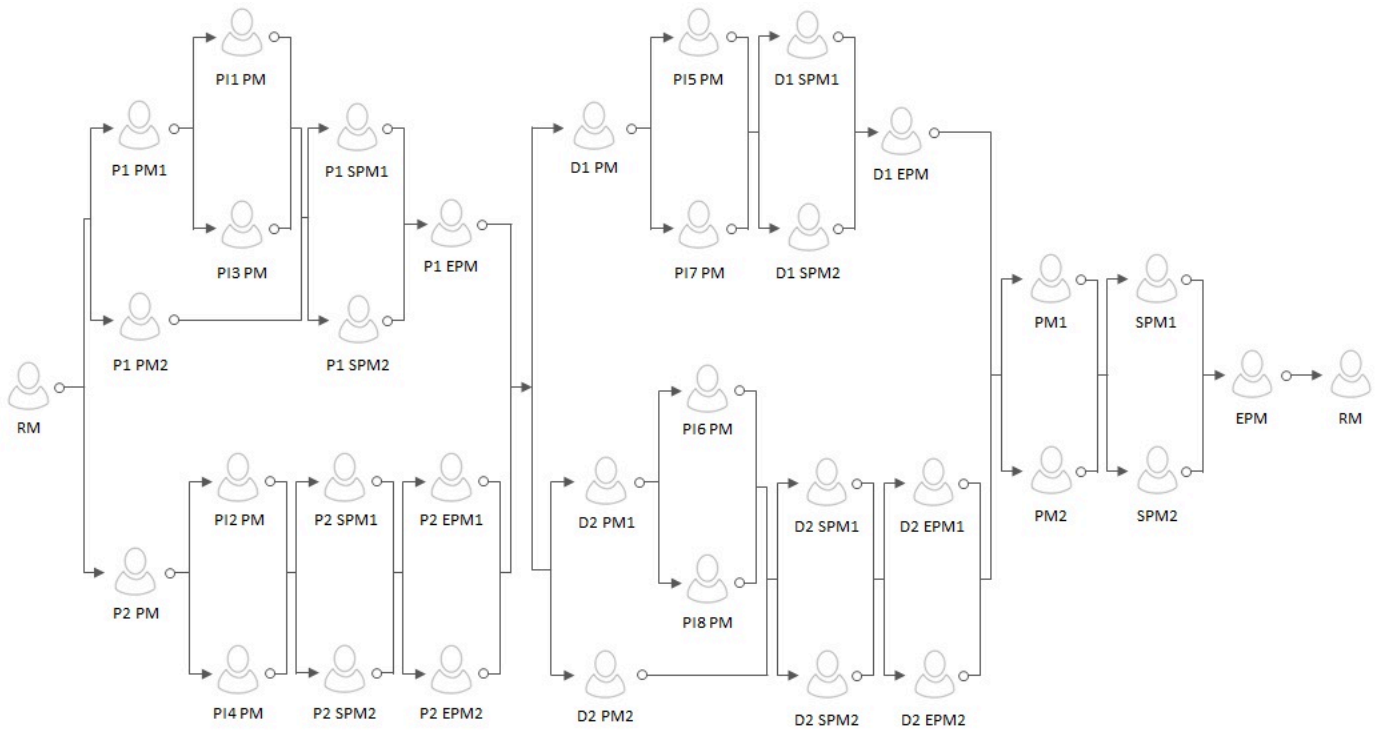 PI1 PM
PI5 PM
D1 SPM1
P1 PM1
P1 SPM1
D1 PM
D1 EPM
PI3 PM
P1 EPM
PI7 PM
D1 SPM2
P1 PM2
P1 SPM2
PM1
SPM1
RM
PI6 PM
EPM
RM
PI2 PM
P2 SPM1
P2 EPM1
D2 PM1
D2 SPM1
D2 EPM1
PM2
SPM2
P2 PM
PI8 PM
PI4 PM
P2 SPM2
P2 EPM2
D2 PM2
D2 SPM2
D2 EPM2